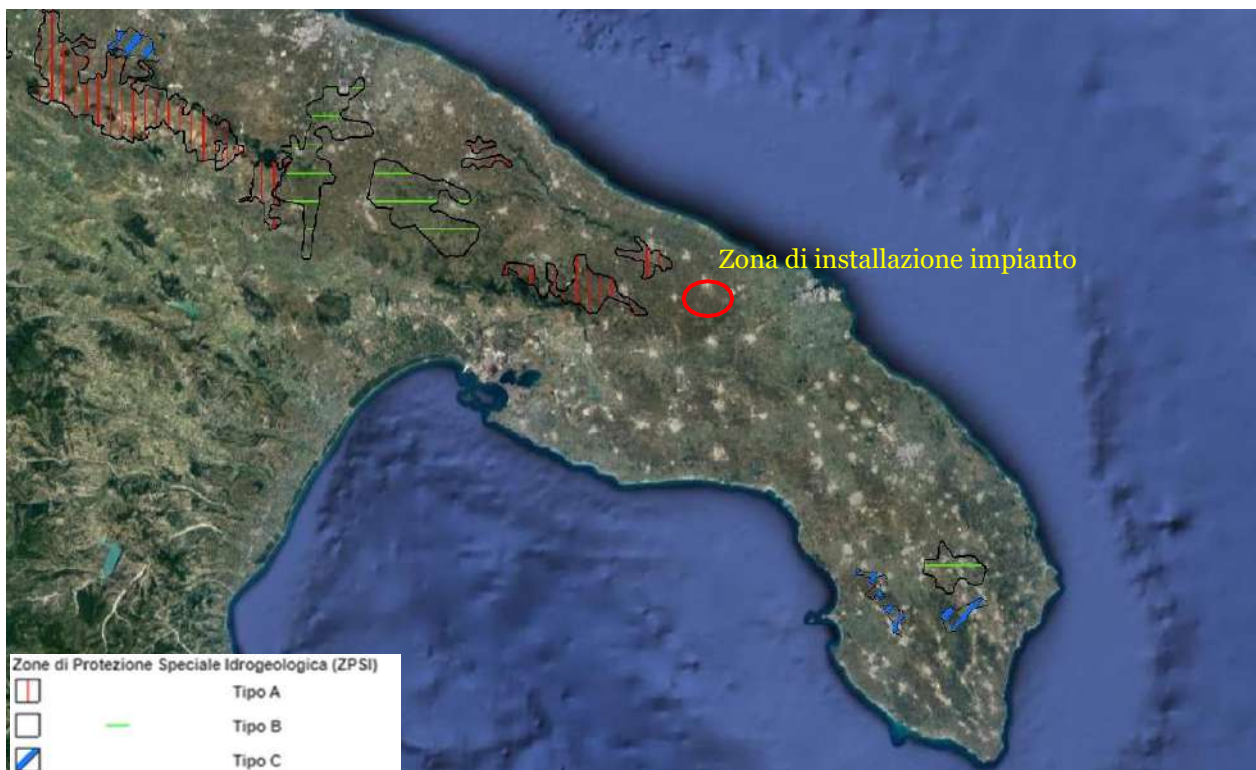 Zona di installazione impianto
Zone di Protezione Speciale Idrogeologica (ZPSI)
Tipo A
Tipo B
Tipo C